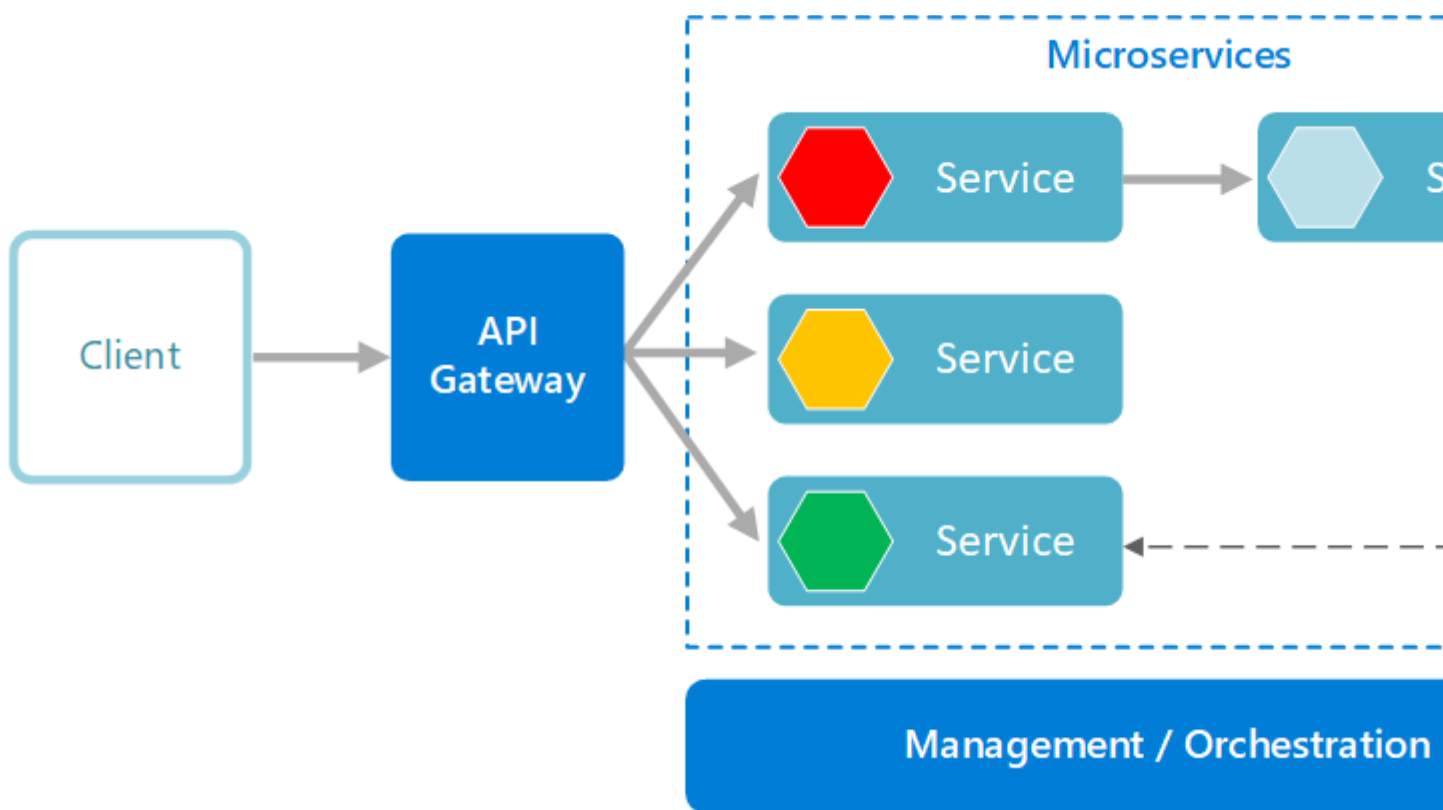 Microservices
Service
Client
API
Gateway
Service
Service
Management / Orchestration